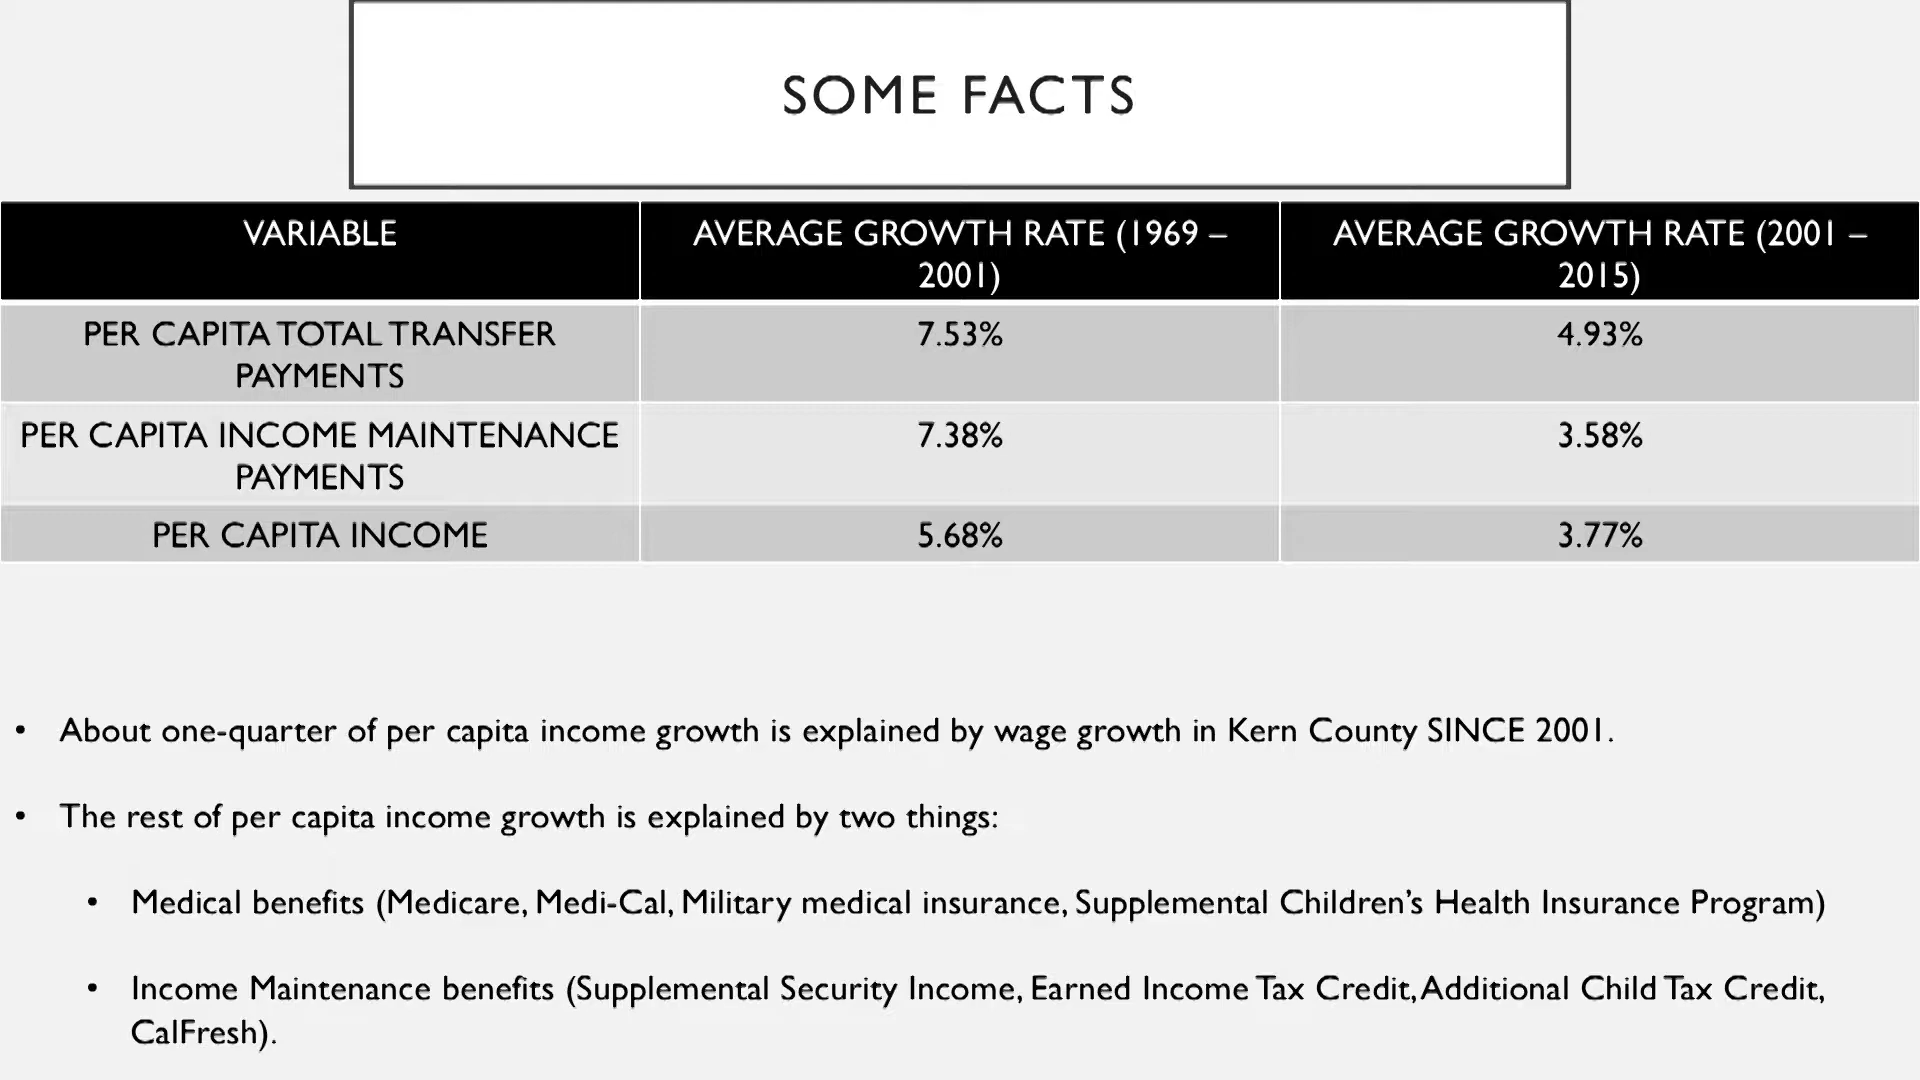 SOME FACTS
VARIABLE
AVERAGE GROWTH RATE (1969 –
2001)
AVERAGE GROWTH RATE (2001 –
2015)
PER CAPITA TOTAL TRANSFER
PAYMENTS
7.53%
4.93%
PER CAPITA INCOME MAINTENANCE
PAYMENTS
7.38%
3.58%
PER CAPITA INCOME
5.68%
3.77%
• About one-quarter of per capita income growth is explained by wage growth in Kern County SINCE 2001.
• The rest of per capita income growth is explained by two things:
• Medical benefits (Medicare, Medi-Cal, Military medical insurance, Supplemental Children’s Health Insurance Program)
• Income Maintenance benefits (Supplemental Security Income, Earned Income Tax Credit, Additional Child Tax Credit,
CalFresh).